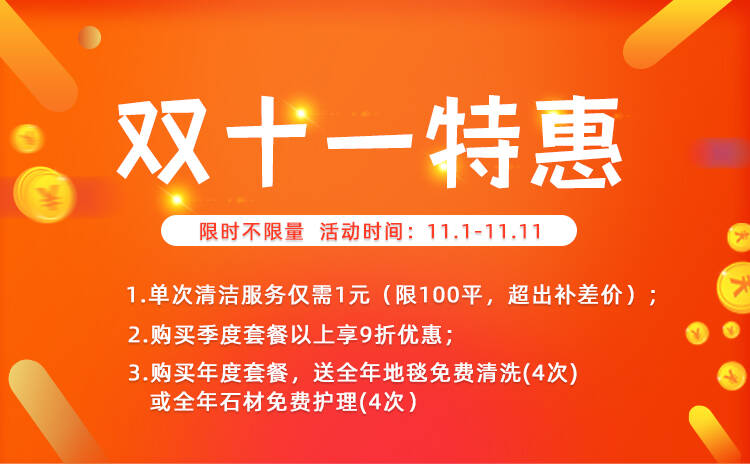 双十一特惠
限时不限量 活动时间：11.1-11.11
1.单次清洁服务仅需1元（限100平，超出补差价）；
2.购买季度套餐以上享9折优惠；
3.购买年度套餐，送全年地毯免费清洗(4次)
或全年石材免费护理(4次）